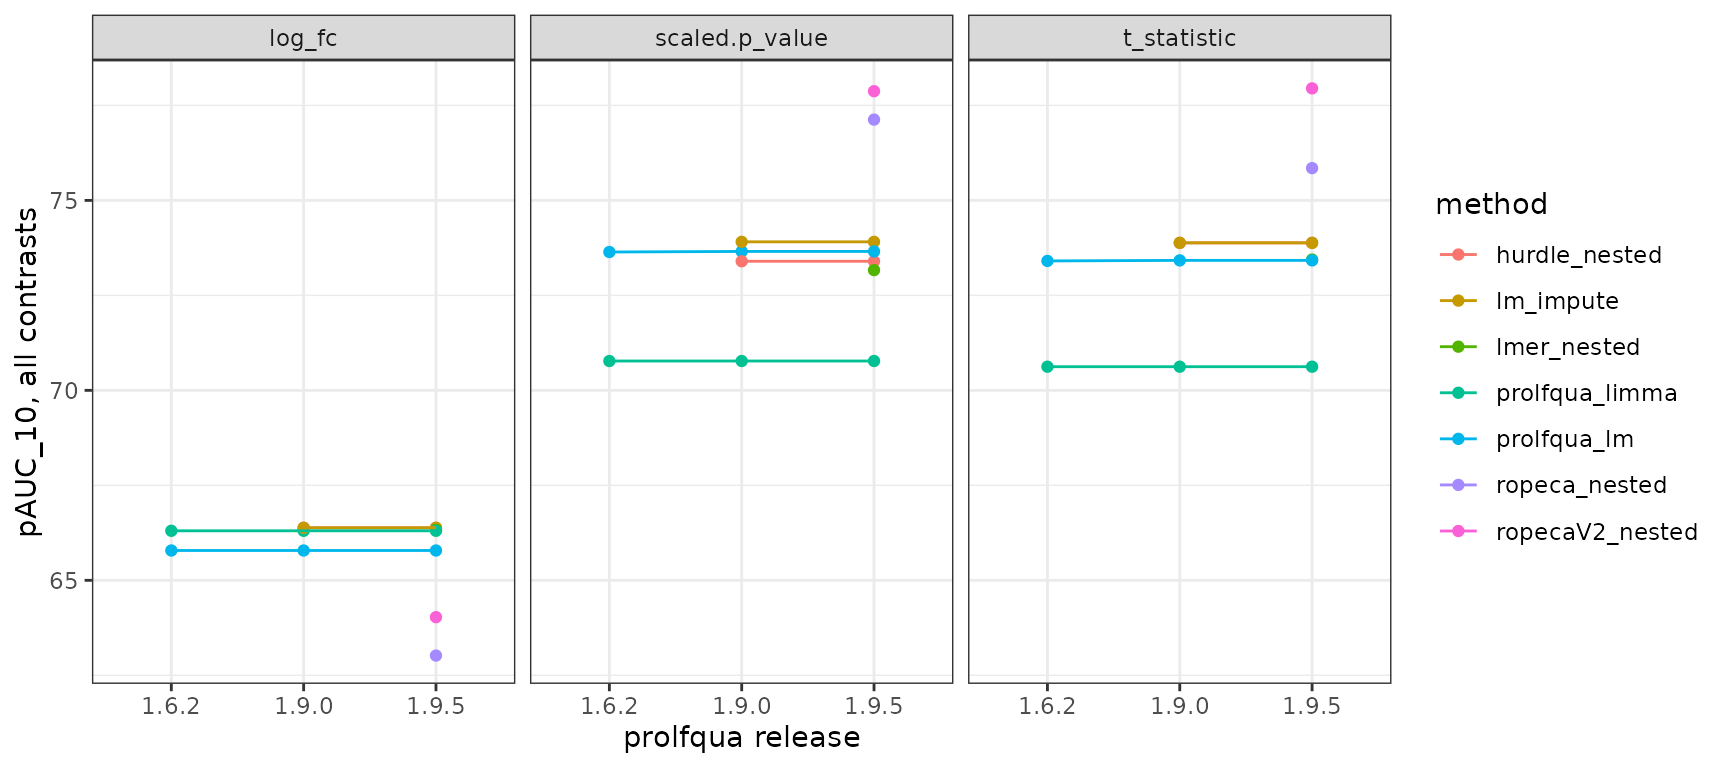 log_fc
scaled.p_value
t_statistic
pAUC_10, all contrasts
75
70
65
1.6.2
1.9.0
1.9.5
1.6.2
1.9.0
1.9.5
1.6.2
1.9.0
1.9.5
prolfqua release
method
hurdle_nested
lm_impute
lmer_nested
prolfqua_limma
prolfqua_lm
ropeca_nested
ropecaV2_nested